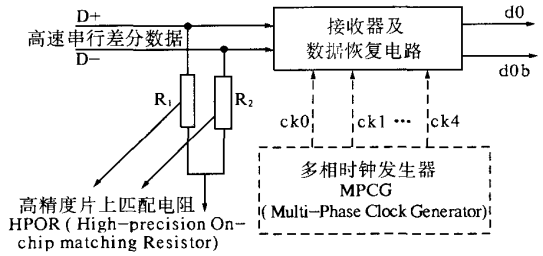 D+
高速串行差分数据
D-
接收器及
数据恢复电路
d0
d0b
R1
R2
ck0
ck1 ··· ck4
多相时钟发生器
MPCG
( Multi-Phase Clock Generator)
高精度片上匹配电阻
HPOR ( High-precision On-
chip matching Resistor)